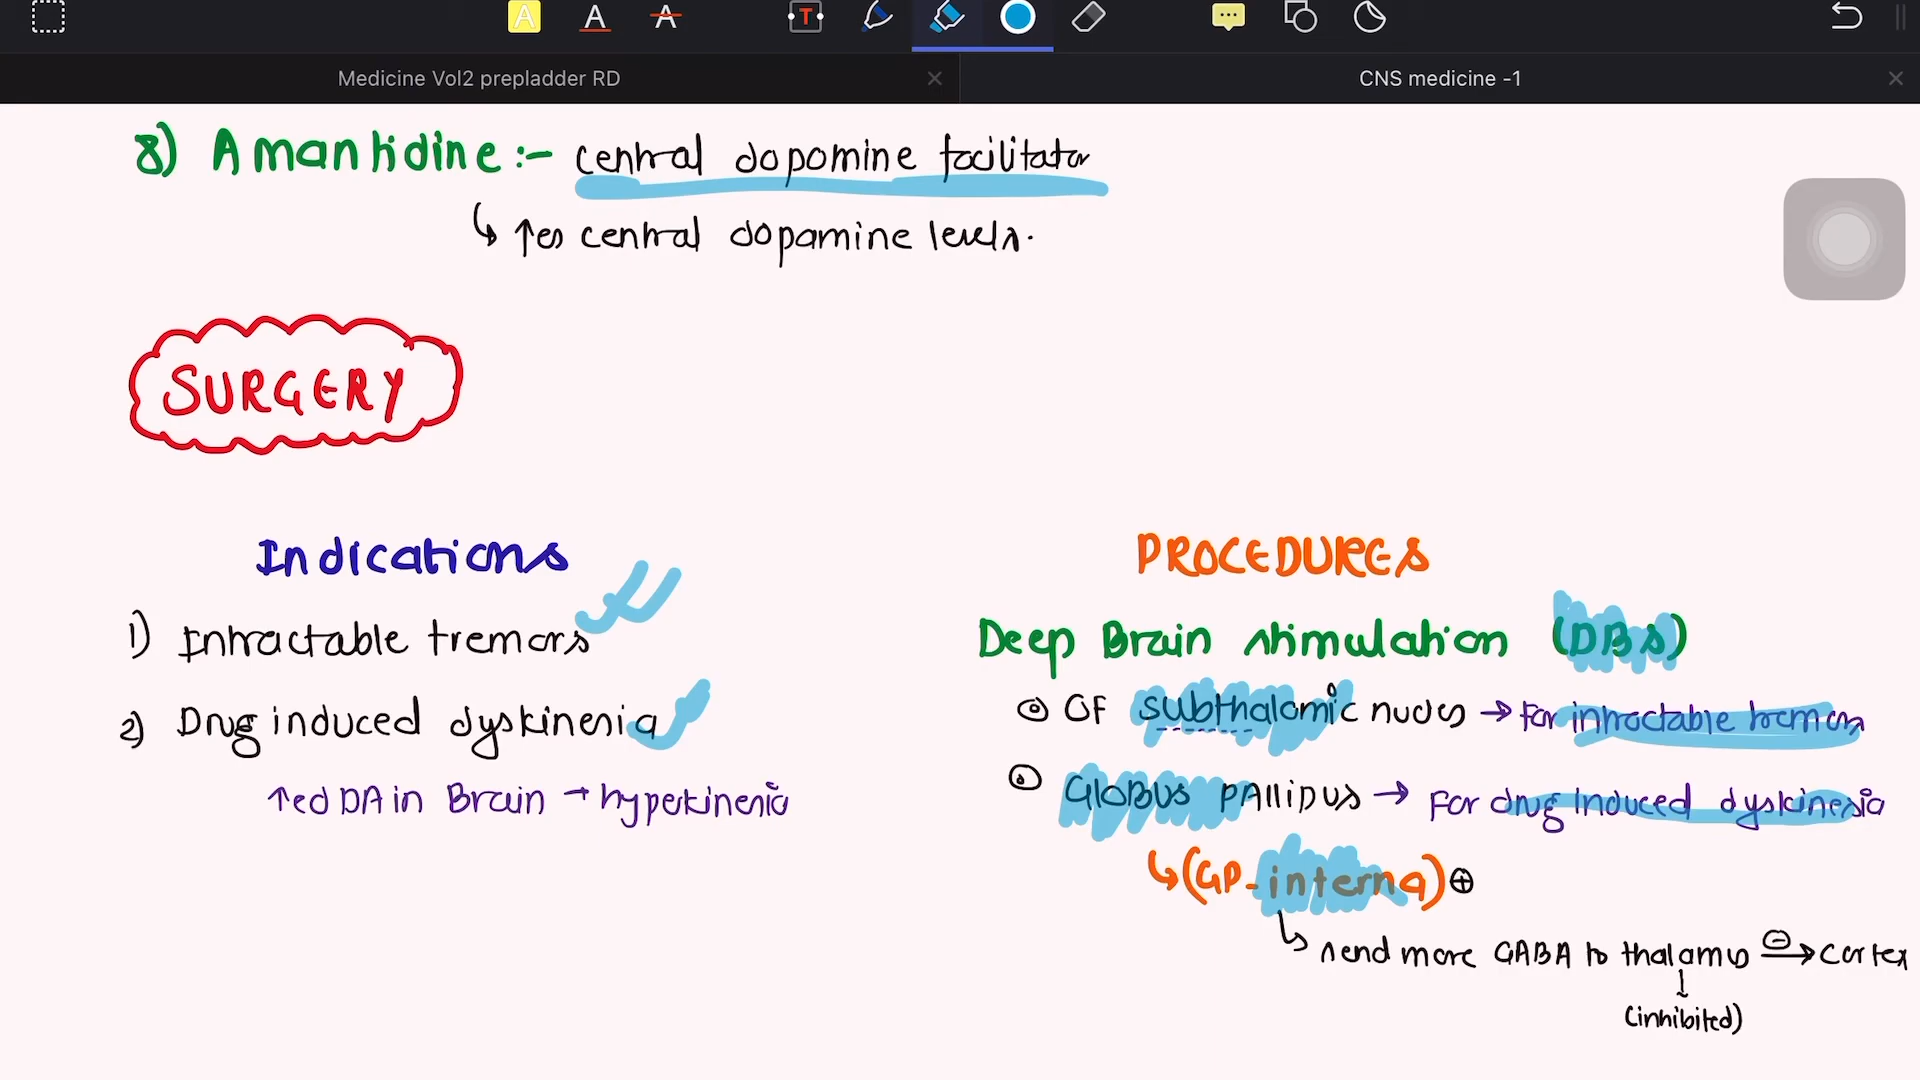 Medicine Vol2 prepladder RD
CNS medicine -1
8) Amantidine :- central dopomine facilitator
↳ ↑es central dopamine levels.
SURGERY
Indications
1) Intractable tremors
2) Drug induced dyskinesia
↑ed DA in Brain → hyperkinesia
PROCEDURES
Deep Brain stimulation (DBS)
⊙ OF subthalamic nucleus → For intractable tremors
⊙ GLOBUS PALLIDUS → For drug induced dyskinesia
↳ (GP-interna) ⊕
↳ send more GABA to thalamus ⊖→ cortex
(inhibited)